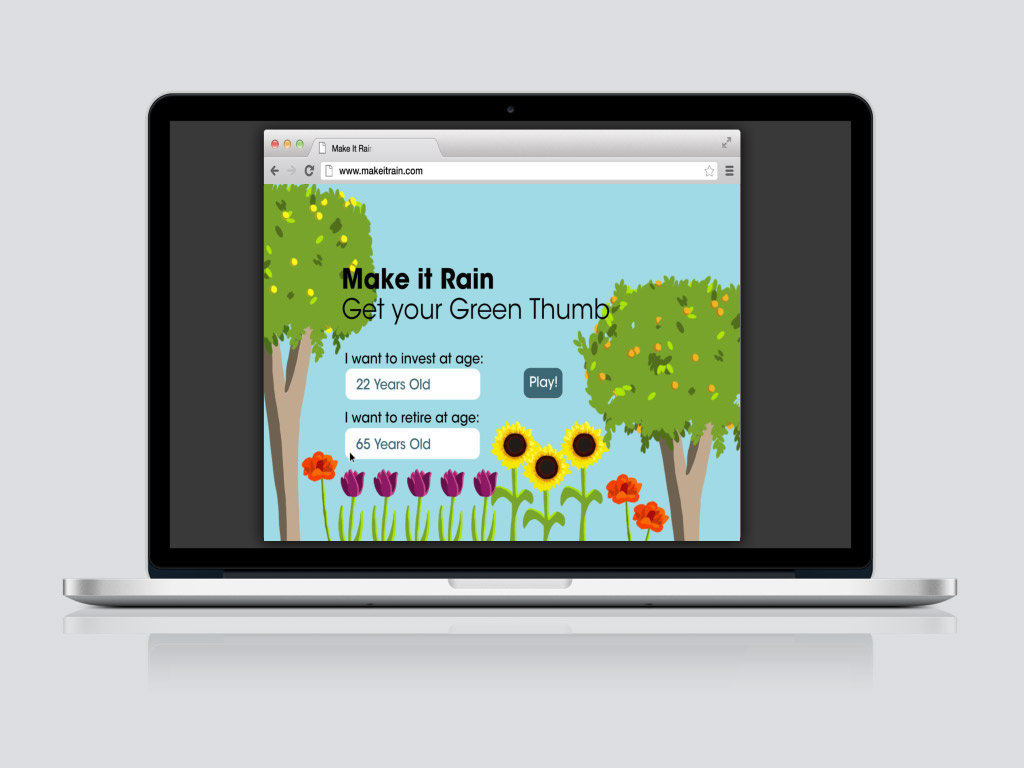 Make It Rai
www.makeitrain.com
Make it Rain
Get your Green Thumb
I want to invest at age:
22 Years Old
Play!
I want to retire at age:
65 Years Old